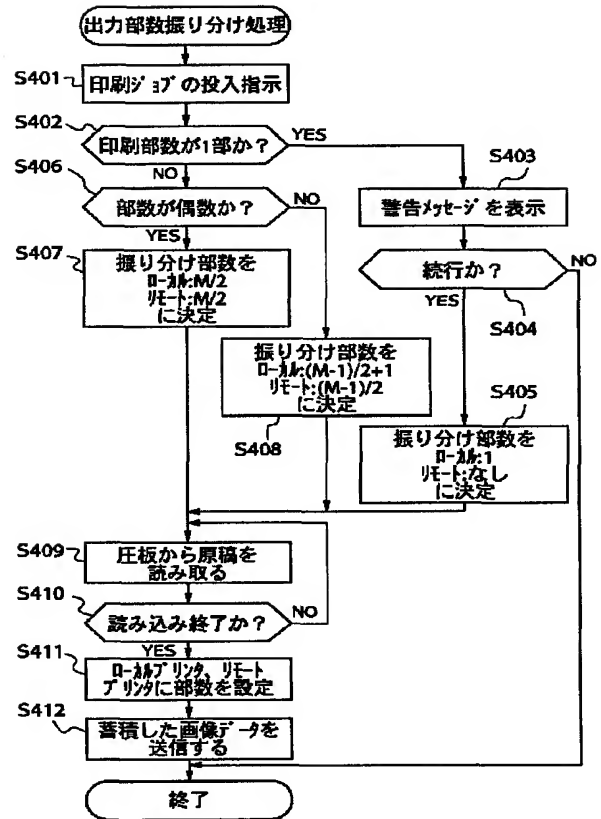 出力部数振り分け処理
S401
印刷ｼﾞｮﾌﾞの投入指示
S402
印刷部数が1部か?
YES
NO
S406
部数が偶数か?
NO
YES
S403
警告ﾒｯｾｰｼﾞを表示
続行か?
NO
YES
S404
S407
振り分け部数を
ﾛｰｶﾙ:M/2
ﾘﾓｰﾄ:M/2
に決定
振り分け部数を
ﾛｰｶﾙ:(M-1)/2+1
ﾘﾓｰﾄ:(M-1)/2
に決定
S408
S405
振り分け部数を
ﾛｰｶﾙ:1
ﾘﾓｰﾄ:なし
に決定
S409
圧板から原稿を
読み取る
S410
読み込み終了か?
NO
YES
S411
ﾛｰｶﾙﾌﾟﾘﾝﾀ、ﾘﾓｰﾄ
ﾌﾟﾘﾝﾀに部数を設定
S412
蓄積した画像ﾃﾞｰﾀを
送信する
終了